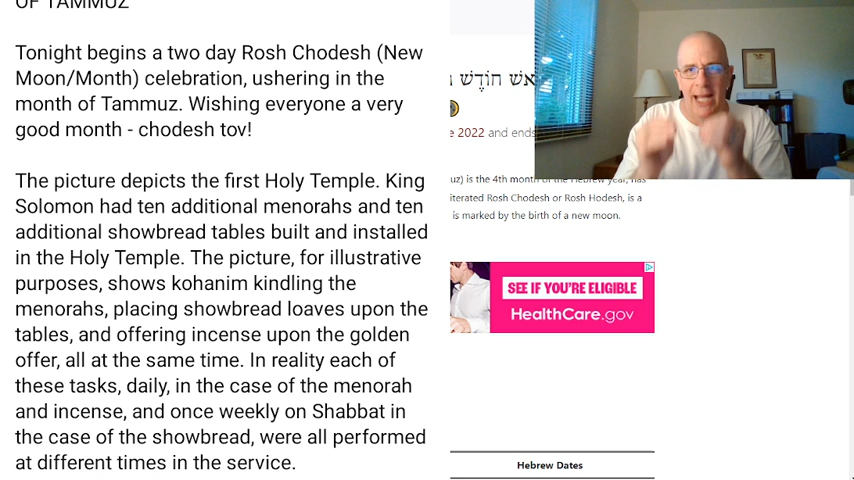 OF TAMMUZ
Tonight begins a two day Rosh Chodesh (New
Moon/Month) celebration, ushering in the
month of Tammuz. Wishing everyone a very
good month - chodesh tov!
The picture depicts the first Holy Temple. King
Solomon had ten additional menorahs and ten
additional showbread tables built and installed
in the Holy Temple. The picture, for illustrative
purposes, shows kohanim kindling the
menorahs, placing showbread loaves upon the
tables, and offering incense upon the golden
offer, all at the same time. In reality each of
these tasks, daily, in the case of the menorah
and incense, and once weekly on Shabbat in
the case of the showbread, were all performed
at different times in the service.
חוֹדֶשׁ
e 2022 and ends
uz) is the 4th month of the Hebrew year, has
iterated Rosh Chodesh or Rosh Hodesh, is a
is marked by the birth of a new moon.
SEE IF YOU'RE ELIGIBLE
HealthCare.gov
Hebrew Dates